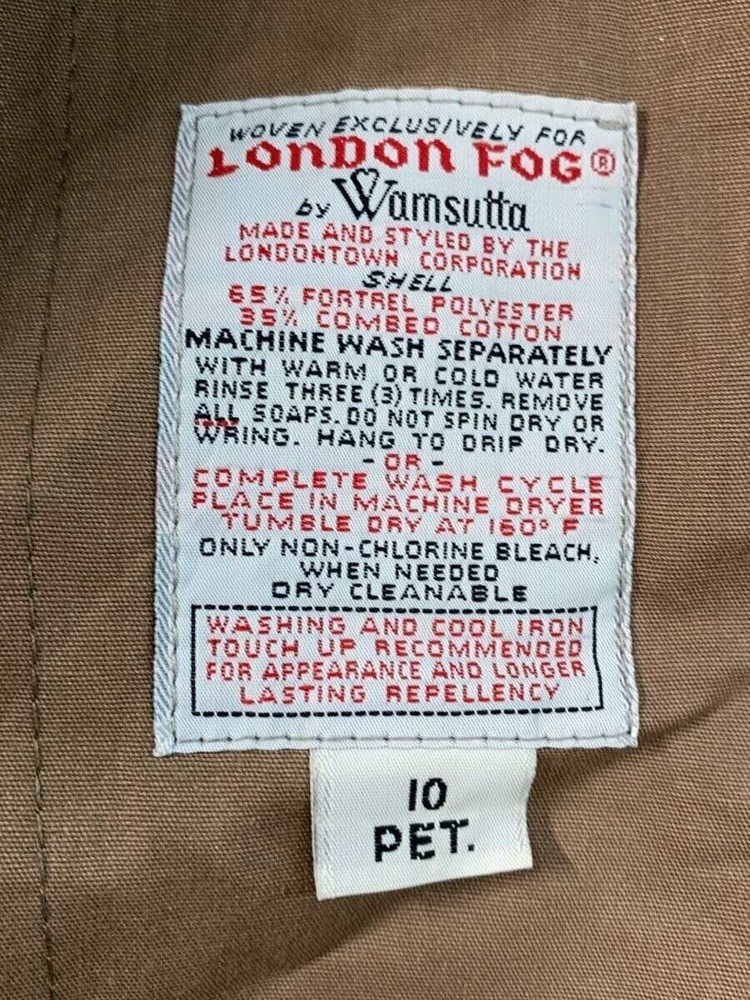 WOVEN EXCLUSIVELY FOR
LONDON FOG®
by Wamsutta
MADE AND STYLED BY THE
LONDONTOWN CORPORATION
SHELL
65% FORTREL POLYESTER
35% COMBED COTTON
MACHINE WASH SEPARATELY
WITH WARM OR COLD WATER
RINSE THREE (3) TIMES. REMOVE
ALL SOAPS. DO NOT SPIN DRY OR
WRING. HANG TO DRIP DRY.
- OR -
COMPLETE WASH CYCLE
PLACE IN MACHINE DRYER
TUMBLE DRY AT 160° F
ONLY NON-CHLORINE BLEACH,
WHEN NEEDED
DRY CLEANABLE
WASHING AND COOL IRON
TOUCH UP RECOMMENDED
FOR APPEARANCE AND LONGER
LASTING REPELLENCY
10
PET.